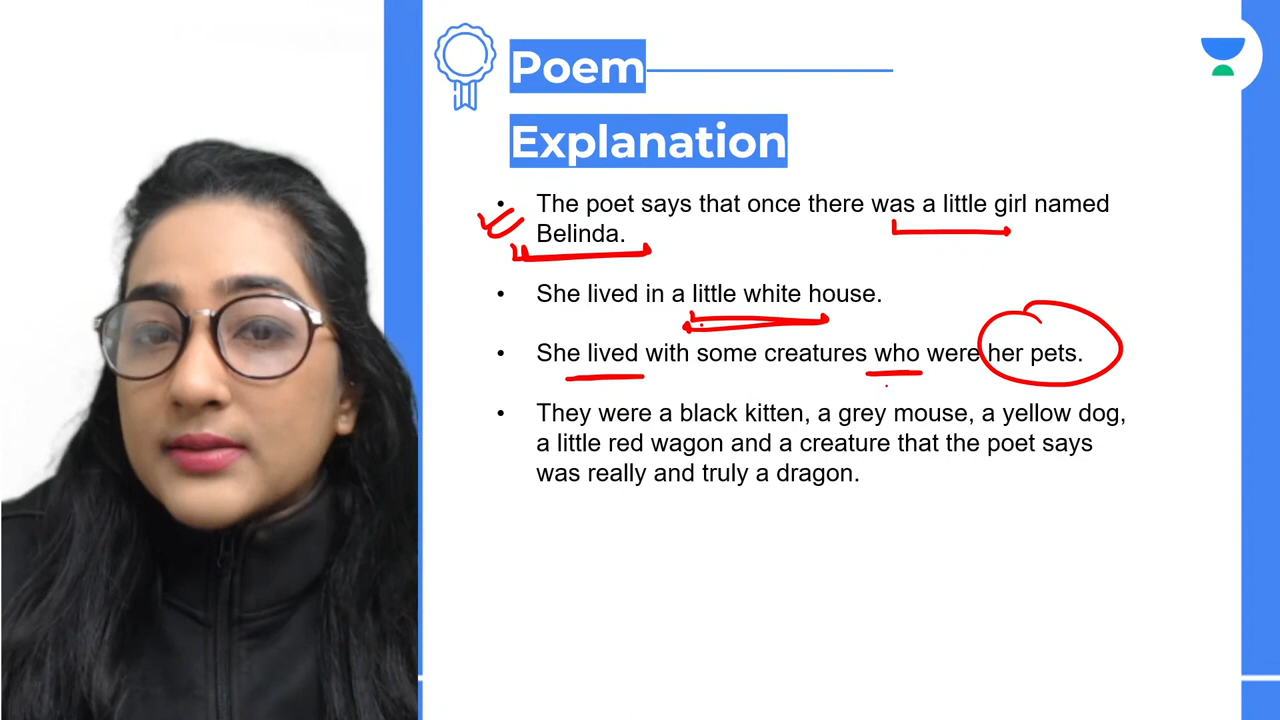 Poem
Explanation
• The poet says that once there was a little girl named
Belinda.
• She lived in a little white house.
• She lived with some creatures who were her pets.
• They were a black kitten, a grey mouse, a yellow dog,
a little red wagon and a creature that the poet says
was really and truly a dragon.